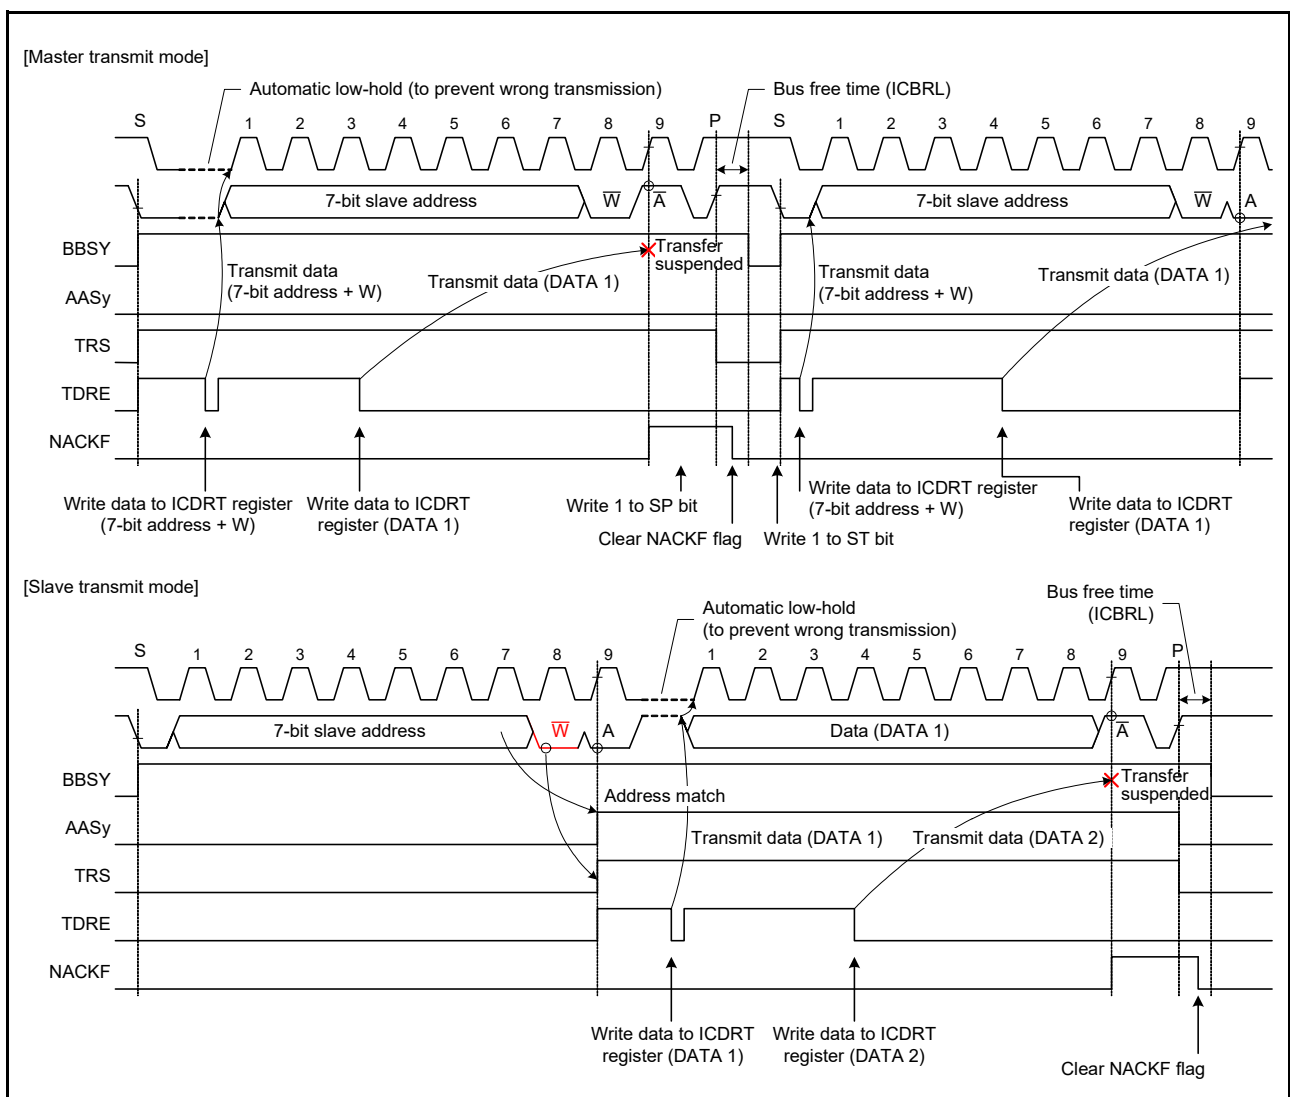 [Master transmit mode]
Automatic low-hold (to prevent wrong transmission)
Bus free time (ICBRL)
S 1 2 3 4 5 6 7 8 9 P S 1 2 3 4 5 6 7 8 9
7-bit slave address W̅ A̅ 7-bit slave address W̅ A
BBSY
Transfer
suspended
Transmit data
(7-bit address + W)
Transmit data (DATA 1)
Transmit data
(7-bit address + W)
Transmit data (DATA 1)
AASy
TRS
TDRE
NACKF
Write data to ICDRT register
(7-bit address + W)
Write data to ICDRT
register (DATA 1)
Write 1 to SP bit
Clear NACKF flag
Write 1 to ST bit
Write data to ICDRT register
(7-bit address + W)
Write data to ICDRT
register (DATA 1)
[Slave transmit mode]
Automatic low-hold
(to prevent wrong transmission)
Bus free time
(ICBRL)
S 1 2 3 4 5 6 7 8 9 1 2 3 4 5 6 7 8 9 P
7-bit slave address W̅ A Data (DATA 1) A̅
BBSY
Transfer
suspended
Address match
AASy
Transmit data (DATA 1)
Transmit data (DATA 2)
TRS
TDRE
NACKF
Write data to ICDRT
register (DATA 1)
Write data to ICDRT
register (DATA 2)
Clear NACKF flag